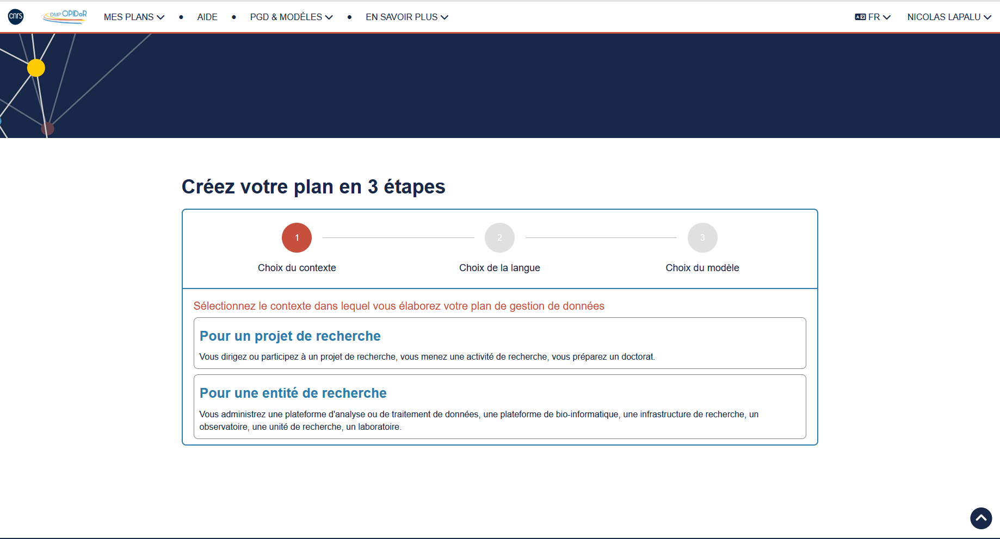 cnrs DMP OPIDoR MES PLANS • AIDE • PGD & MODÈLES • EN SAVOIR PLUS FR NICOLAS LAPALU
Créez votre plan en 3 étapes
1 2 3
Choix du contexte Choix de la langue Choix du modèle
Sélectionnez le contexte dans lequel vous élaborez votre plan de gestion de données
Pour un projet de recherche
Vous dirigez ou participez à un projet de recherche, vous menez une activité de recherche, vous préparez un doctorat.
Pour une entité de recherche
Vous administrez une plateforme d'analyse ou de traitement de données, une plateforme de bio-informatique, une infrastructure de recherche, un
observatoire, une unité de recherche, un laboratoire.